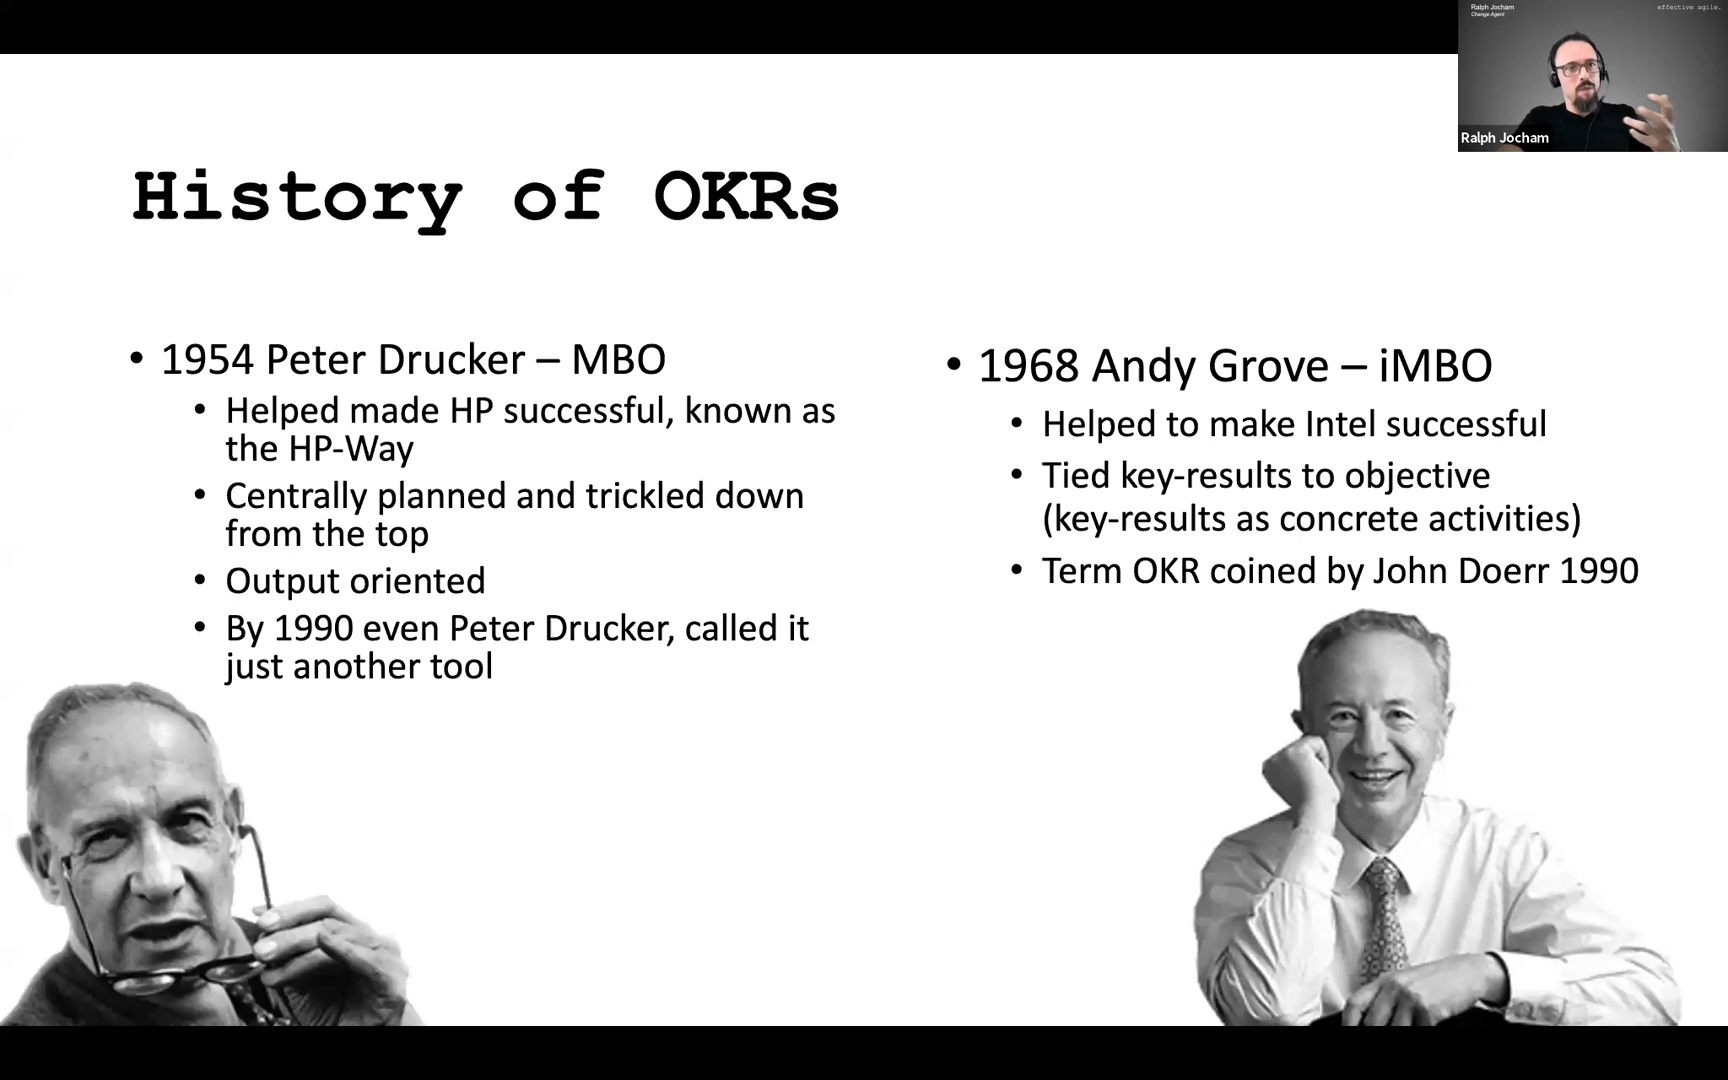 Ralph Jocham
Change Agent
effective agile.
Ralph Jocham
History of OKRs
• 1954 Peter Drucker – MBO
• Helped made HP successful, known as
the HP-Way
• Centrally planned and trickled down
from the top
• Output oriented
• By 1990 even Peter Drucker, called it
just another tool
• 1968 Andy Grove – iMBO
• Helped to make Intel successful
• Tied key-results to objective
(key-results as concrete activities)
• Term OKR coined by John Doerr 1990